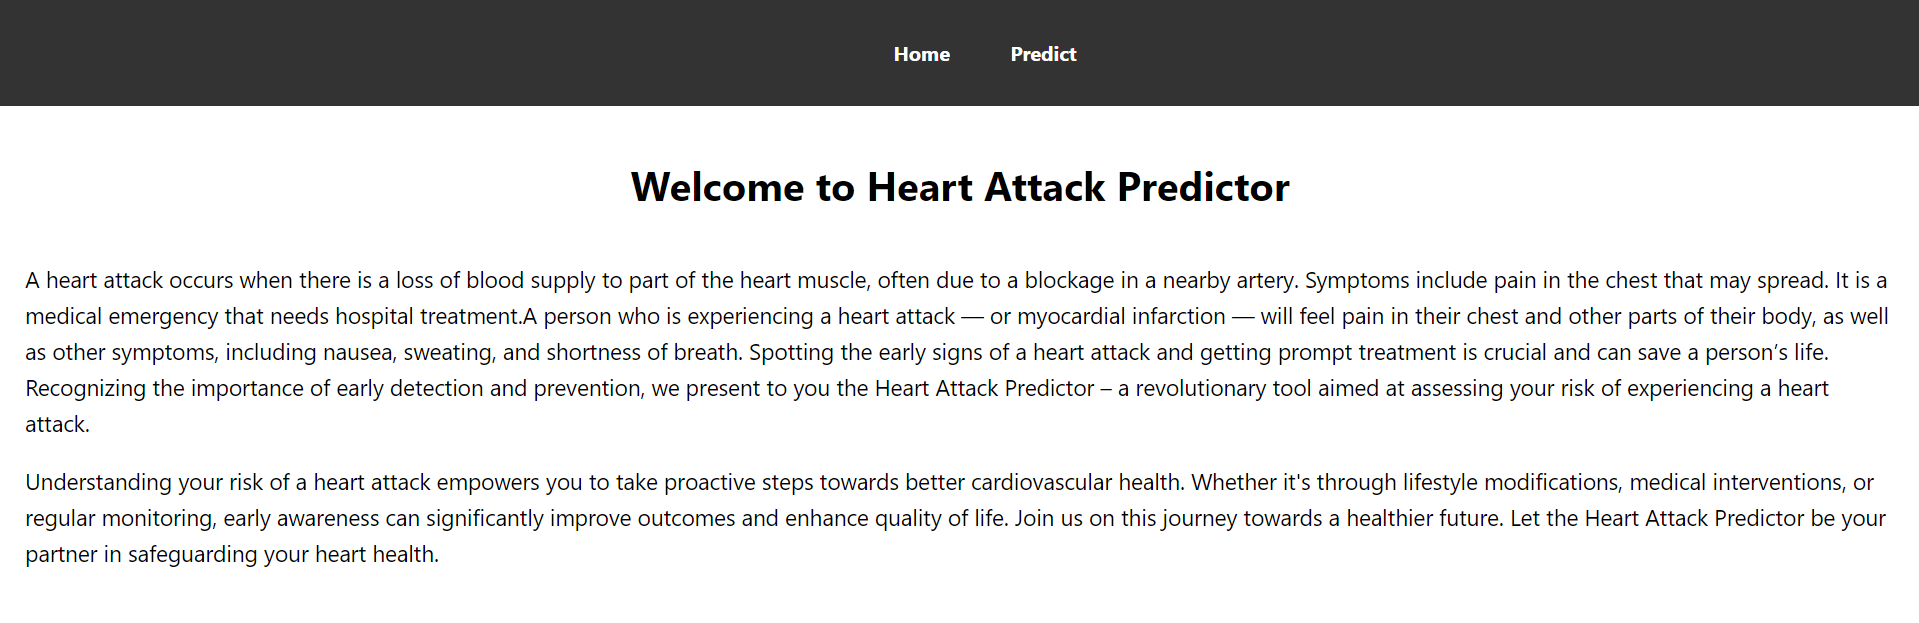 Home Predict
Welcome to Heart Attack Predictor
A heart attack occurs when there is a loss of blood supply to part of the heart muscle, often due to a blockage in a nearby artery. Symptoms include pain in the chest that may spread. It is a
medical emergency that needs hospital treatment.A person who is experiencing a heart attack — or myocardial infarction — will feel pain in their chest and other parts of their body, as well
as other symptoms, including nausea, sweating, and shortness of breath. Spotting the early signs of a heart attack and getting prompt treatment is crucial and can save a person’s life.
Recognizing the importance of early detection and prevention, we present to you the Heart Attack Predictor – a revolutionary tool aimed at assessing your risk of experiencing a heart
attack.
Understanding your risk of a heart attack empowers you to take proactive steps towards better cardiovascular health. Whether it's through lifestyle modifications, medical interventions, or
regular monitoring, early awareness can significantly improve outcomes and enhance quality of life. Join us on this journey towards a healthier future. Let the Heart Attack Predictor be your
partner in safeguarding your heart health.